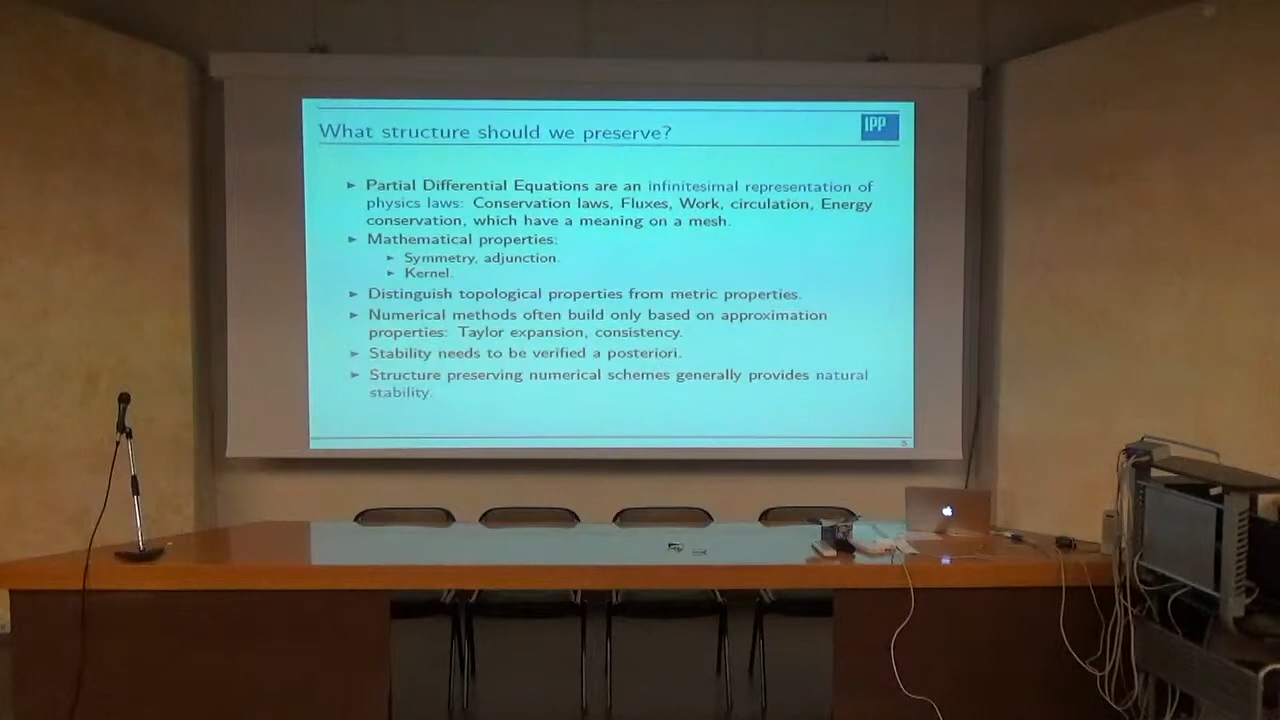 What structure should we preserve?
IPP
► Partial Differential Equations are an infinitesimal representation of
physics laws: Conservation laws, Fluxes, Work, circulation, Energy
conservation, which have a meaning on a mesh.
► Mathematical properties:
► Symmetry, adjunction.
► Kernel.
► Distinguish topological properties from metric properties.
► Numerical methods often build only based on approximation
properties: Taylor expansion, consistency.
► Stability needs to be verified a posteriori.
► Structure preserving numerical schemes generally provides natural
stability.